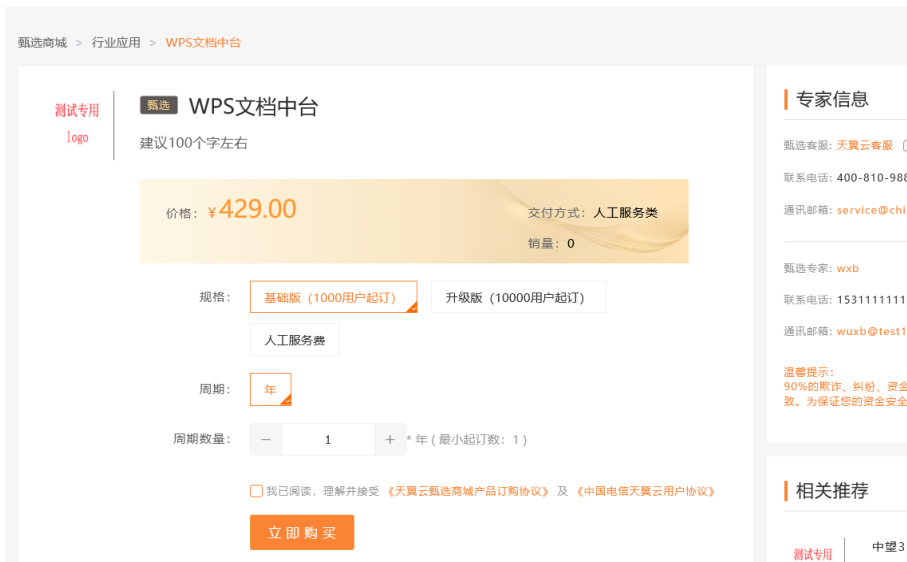 甄选商城 > 行业应用 > WPS文档中台
测试专用
logo
甄选 WPS文档中台
建议100个字左右
价格: ¥429.00
交付方式: 人工服务类
销量: 0
规格: 基础版（1000用户起订） 升级版（10000用户起订）
人工服务费
周期: 年
周期数量: − 1 + * 年 ( 最小起订数: 1 )
我已阅读，理解并接受 《天翼云甄选商城产品订购协议》 及 《中国电信天翼云用户协议》
立即购买
专家信息
甄选客服: 天翼云客服
联系电话: 400-810-988
通讯邮箱: service@chi
甄选专家: wxb
联系电话: 1531111111
通讯邮箱: wuxb@test1
温馨提示:
90%的欺诈、纠纷、资金
致。为保证您的资金安全
相关推荐
测试专用
中望3